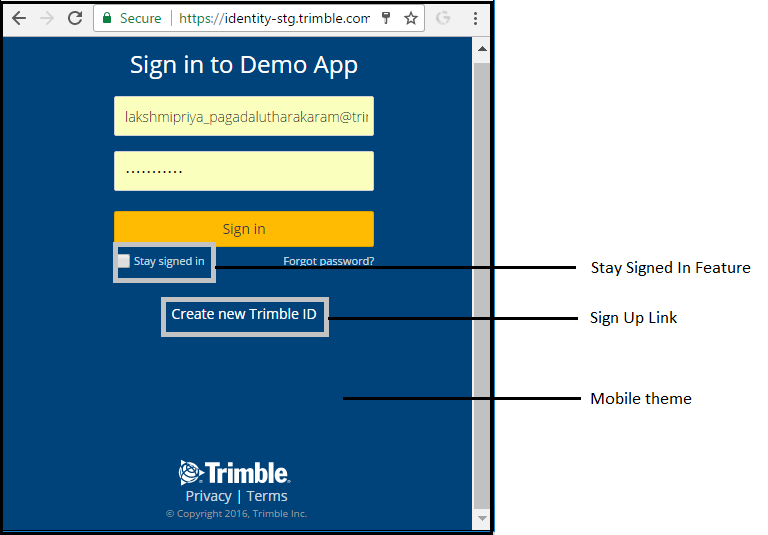 Secure | https://identity-stg.trimble.com
Sign in to Demo App
lakshmipriya_pagadalutharakaram@tri
...........
Sign in
Stay signed in Forgot password?
Stay Signed In Feature
Create new Trimble ID
Sign Up Link
Mobile theme
Trimble.
Privacy | Terms
© Copyright 2016, Trimble Inc.